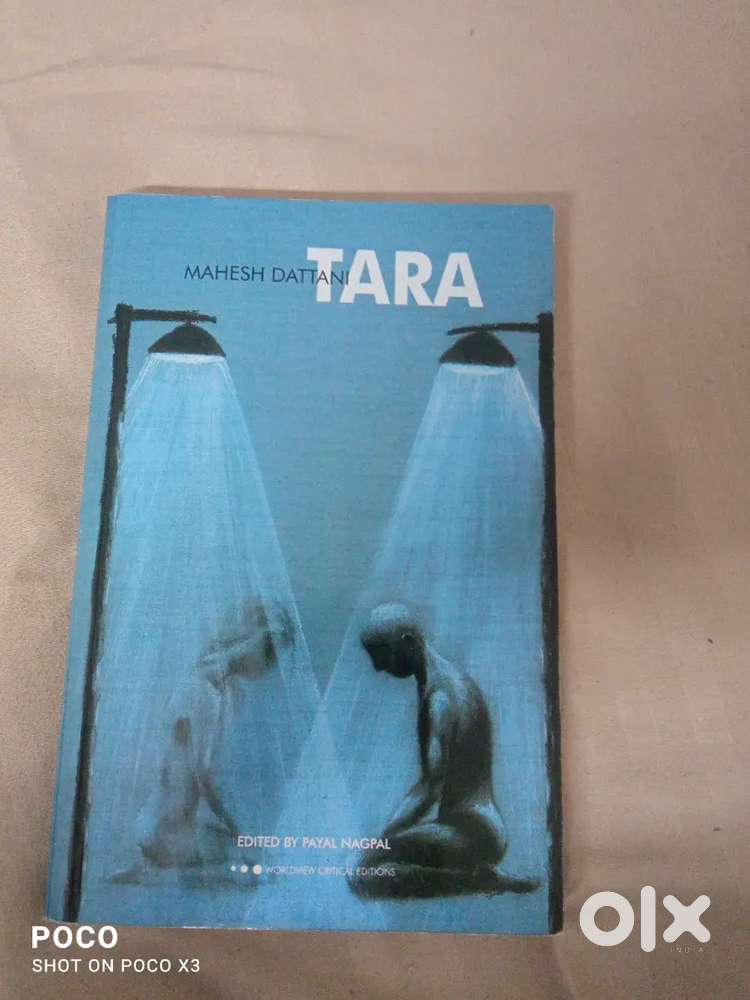 MAHESH DATTANI TARA
EDITED BY PAYAL NAGPAL
WORLDVIEW CRITICAL EDITIONS
POCO
SHOT ON POCO X3
olx
INDIA